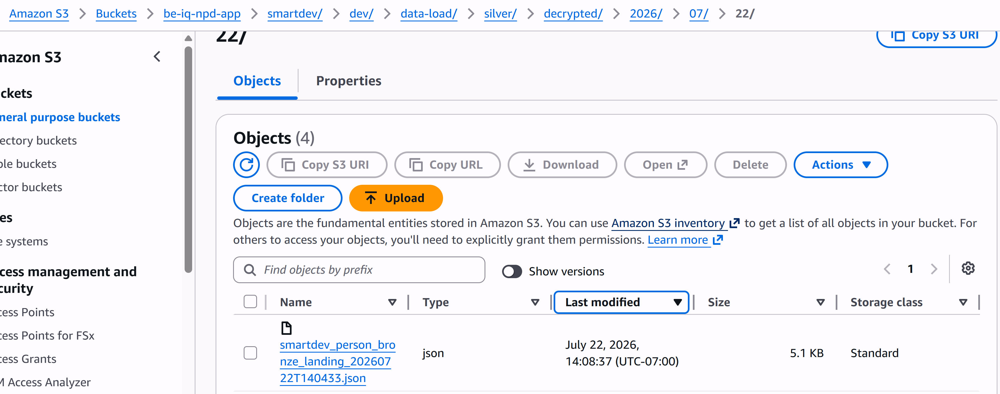 Amazon S3 > Buckets > be-iq-npd-app > smartdev/ > dev/ > data-load/ > silver/ > decrypted/ > 2026/ > 07/ > 22/
22/
Copy S3 URI
mazon S3
ckets
neral purpose buckets
ectory buckets
ble buckets
ctor buckets
es
e systems
cess management and
curity
cess Points
cess Points for FSx
cess Grants
M Access Analyzer
Objects
Properties
Objects (4)
Copy S3 URI
Copy URL
Download
Open
Delete
Actions
Create folder
Upload
Objects are the fundamental entities stored in Amazon S3. You can use Amazon S3 inventory to get a list of all objects in your bucket. For
others to access your objects, you'll need to explicitly grant them permissions. Learn more
Find objects by prefix
Show versions
1
Name
Type
Last modified
Size
Storage class
smartdev_person_bro
nze_landing_202607
22T140433.json
json
July 22, 2026,
14:08:37 (UTC-07:00)
5.1 KB
Standard